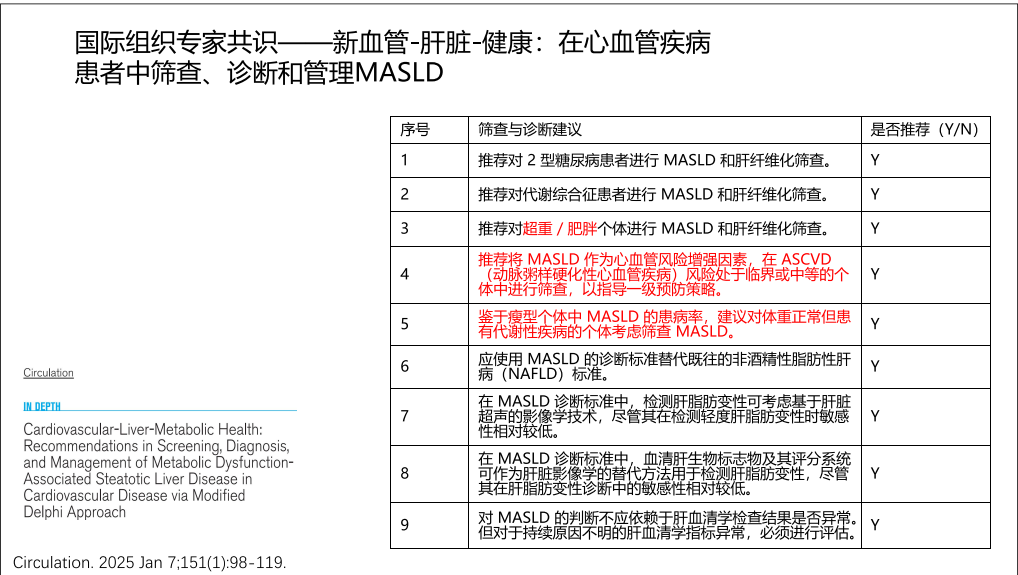 国际组织专家共识——新血管-肝脏-健康：在心血管疾病
患者中筛查、诊断和管理MASLD
序号 筛查与诊断建议 是否推荐（Y/N）
1 推荐对 2 型糖尿病患者进行 MASLD 和肝纤维化筛查。 Y
2 推荐对代谢综合征患者进行 MASLD 和肝纤维化筛查。 Y
3 推荐对超重 / 肥胖个体进行 MASLD 和肝纤维化筛查。 Y
推荐将 MASLD 作为心血管风险增强因素，在 ASCVD
4 （动脉粥样硬化性心血管疾病）风险处于临界或中等的个 Y
体中进行筛查，以指导一级预防策略。
5 鉴于瘦型个体中 MASLD 的患病率，建议对体重正常但患 Y
有代谢性疾病的个体考虑筛查 MASLD。
6 应使用 MASLD 的诊断标准替代既往的非酒精性脂肪性肝 Y
病（NAFLD）标准。
在 MASLD 诊断标准中，检测肝脂肪变性可考虑基于肝脏
7 超声的影像学技术，尽管其在检测轻度肝脂肪变性时敏感 Y
性相对较低。
在 MASLD 诊断标准中，血清肝生物标志物及其评分系统
8 可作为肝脏影像学的替代方法用于检测肝脂肪变性，尽管 Y
其在肝脂肪变性诊断中的敏感性相对较低。
9 对 MASLD 的判断不应依赖于肝血清学检查结果是否异常。 Y
但对于持续原因不明的肝血清学指标异常，必须进行评估。
Circulation
IN DEPTH
Cardiovascular-Liver-Metabolic Health:
Recommendations in Screening, Diagnosis,
and Management of Metabolic Dysfunction-
Associated Steatotic Liver Disease in
Cardiovascular Disease via Modified
Delphi Approach
Circulation. 2025 Jan 7;151(1):98-119.